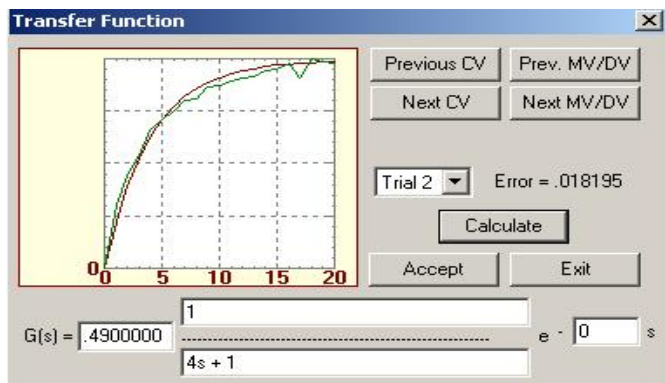 Transfer Function
Previous CV
Prev. MV/DV
Next CV
Next MV/DV
Trial 2
Error = .018195
Calculate
Accept
Exit
0
0 5 10 15 20
1
G(s) = .4900000 ---------------------------------------- e - 0 s
4s + 1